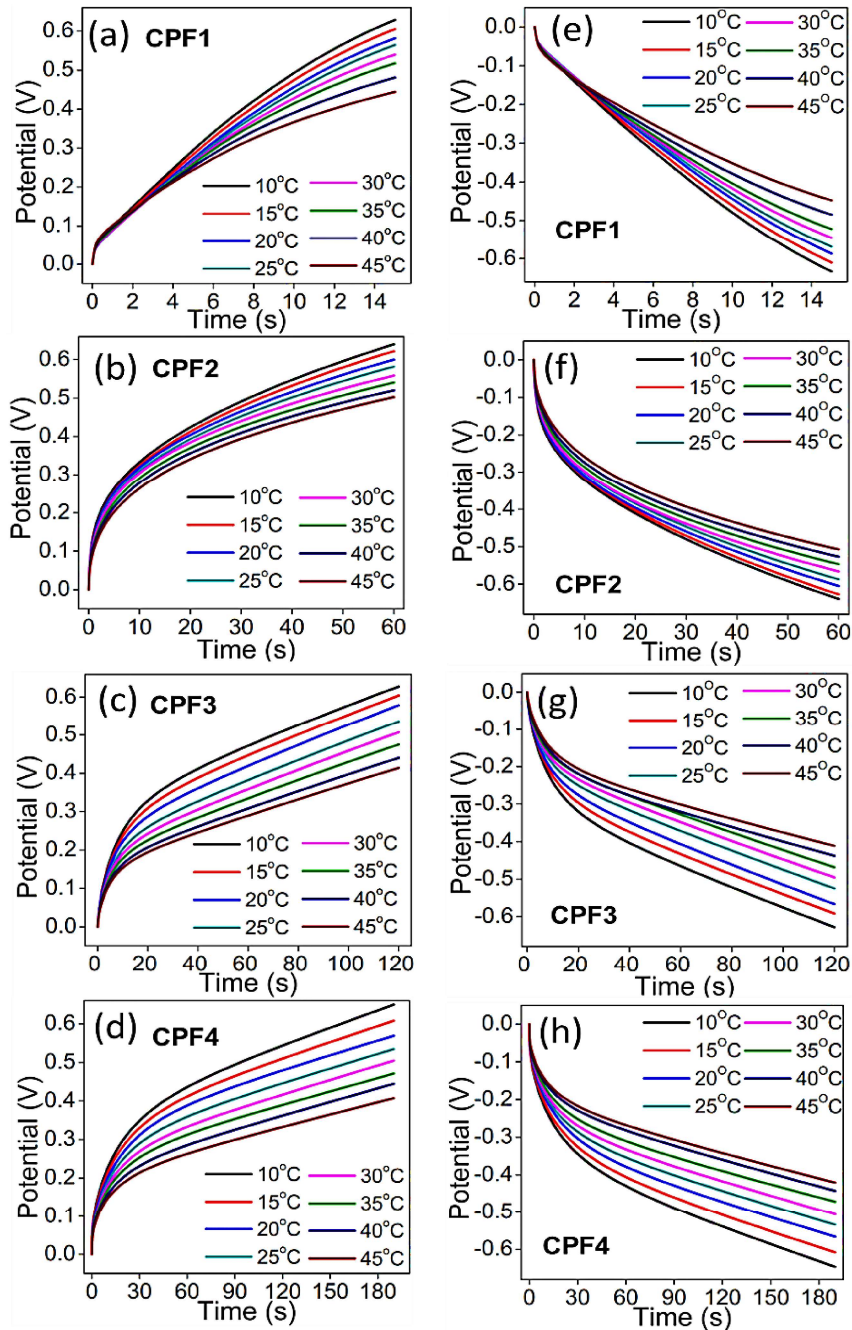 (a) CPF1
Potential (V)
0.6
0.5
0.4
0.3
0.2
0.1
0.0
10°C 30°C
15°C 35°C
20°C 40°C
25°C 45°C
0 2 4 6 8 10 12 14
Time (s)
(e)
Potential (V)
0.0
-0.1
-0.2
-0.3
-0.4
-0.5
-0.6
10°C 30°C
15°C 35°C
20°C 40°C
25°C 45°C
CPF1
0 2 4 6 8 10 12 14
Time (s)
(b) CPF2
Potential (V)
0.6
0.5
0.4
0.3
0.2
0.1
0.0
10°C 30°C
15°C 35°C
20°C 40°C
25°C 45°C
0 10 20 30 40 50 60
Time (s)
(f)
Potential (V)
0.0
-0.1
-0.2
-0.3
-0.4
-0.5
-0.6
10°C 30°C
15°C 35°C
20°C 40°C
25°C 45°C
CPF2
0 10 20 30 40 50 60
Time (s)
(c) CPF3
Potential (V)
0.6
0.5
0.4
0.3
0.2
0.1
0.0
10°C 30°C
15°C 35°C
20°C 40°C
25°C 45°C
0 20 40 60 80 100 120
Time (s)
(g)
Potential (V)
0.0
-0.1
-0.2
-0.3
-0.4
-0.5
-0.6
10°C 30°C
15°C 35°C
20°C 40°C
25°C 45°C
CPF3
0 20 40 60 80 100 120
Time (s)
(d) CPF4
Potential (V)
0.6
0.5
0.4
0.3
0.2
0.1
0.0
10°C 30°C
15°C 35°C
20°C 40°C
25°C 45°C
0 30 60 90 120 150 180
Time (s)
(h)
Potential (V)
0.0
-0.1
-0.2
-0.3
-0.4
-0.5
-0.6
10°C 30°C
15°C 35°C
20°C 40°C
25°C 45°C
CPF4
0 30 60 90 120 150 180
Time (s)